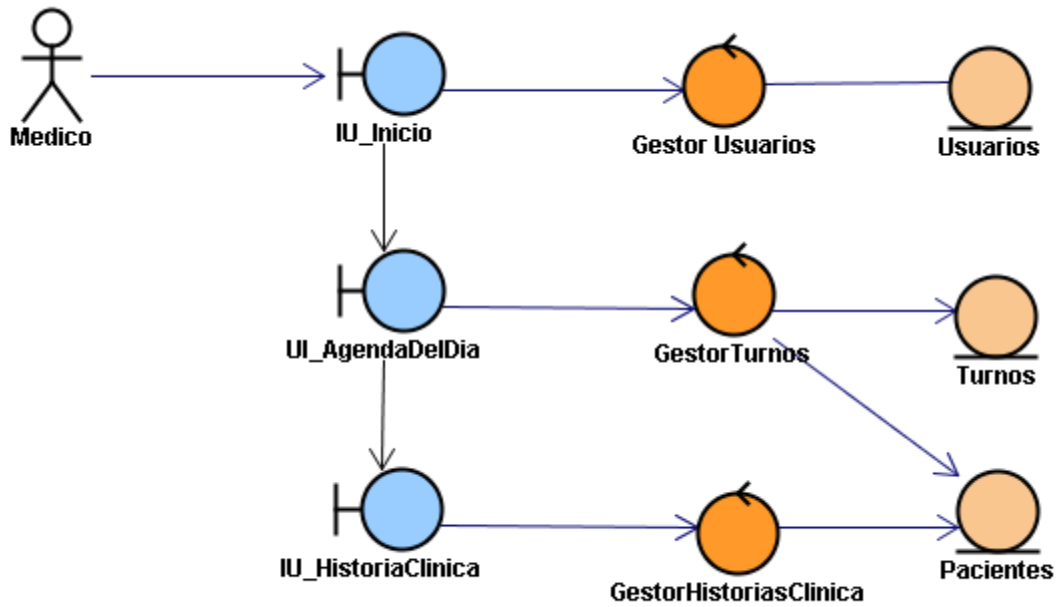 Medico
IU_Inicio
Gestor Usuarios
Usuarios
UI_AgendaDelDia
GestorTurnos
Turnos
IU_HistoriaClinica
GestorHistoriasClinica
Pacientes